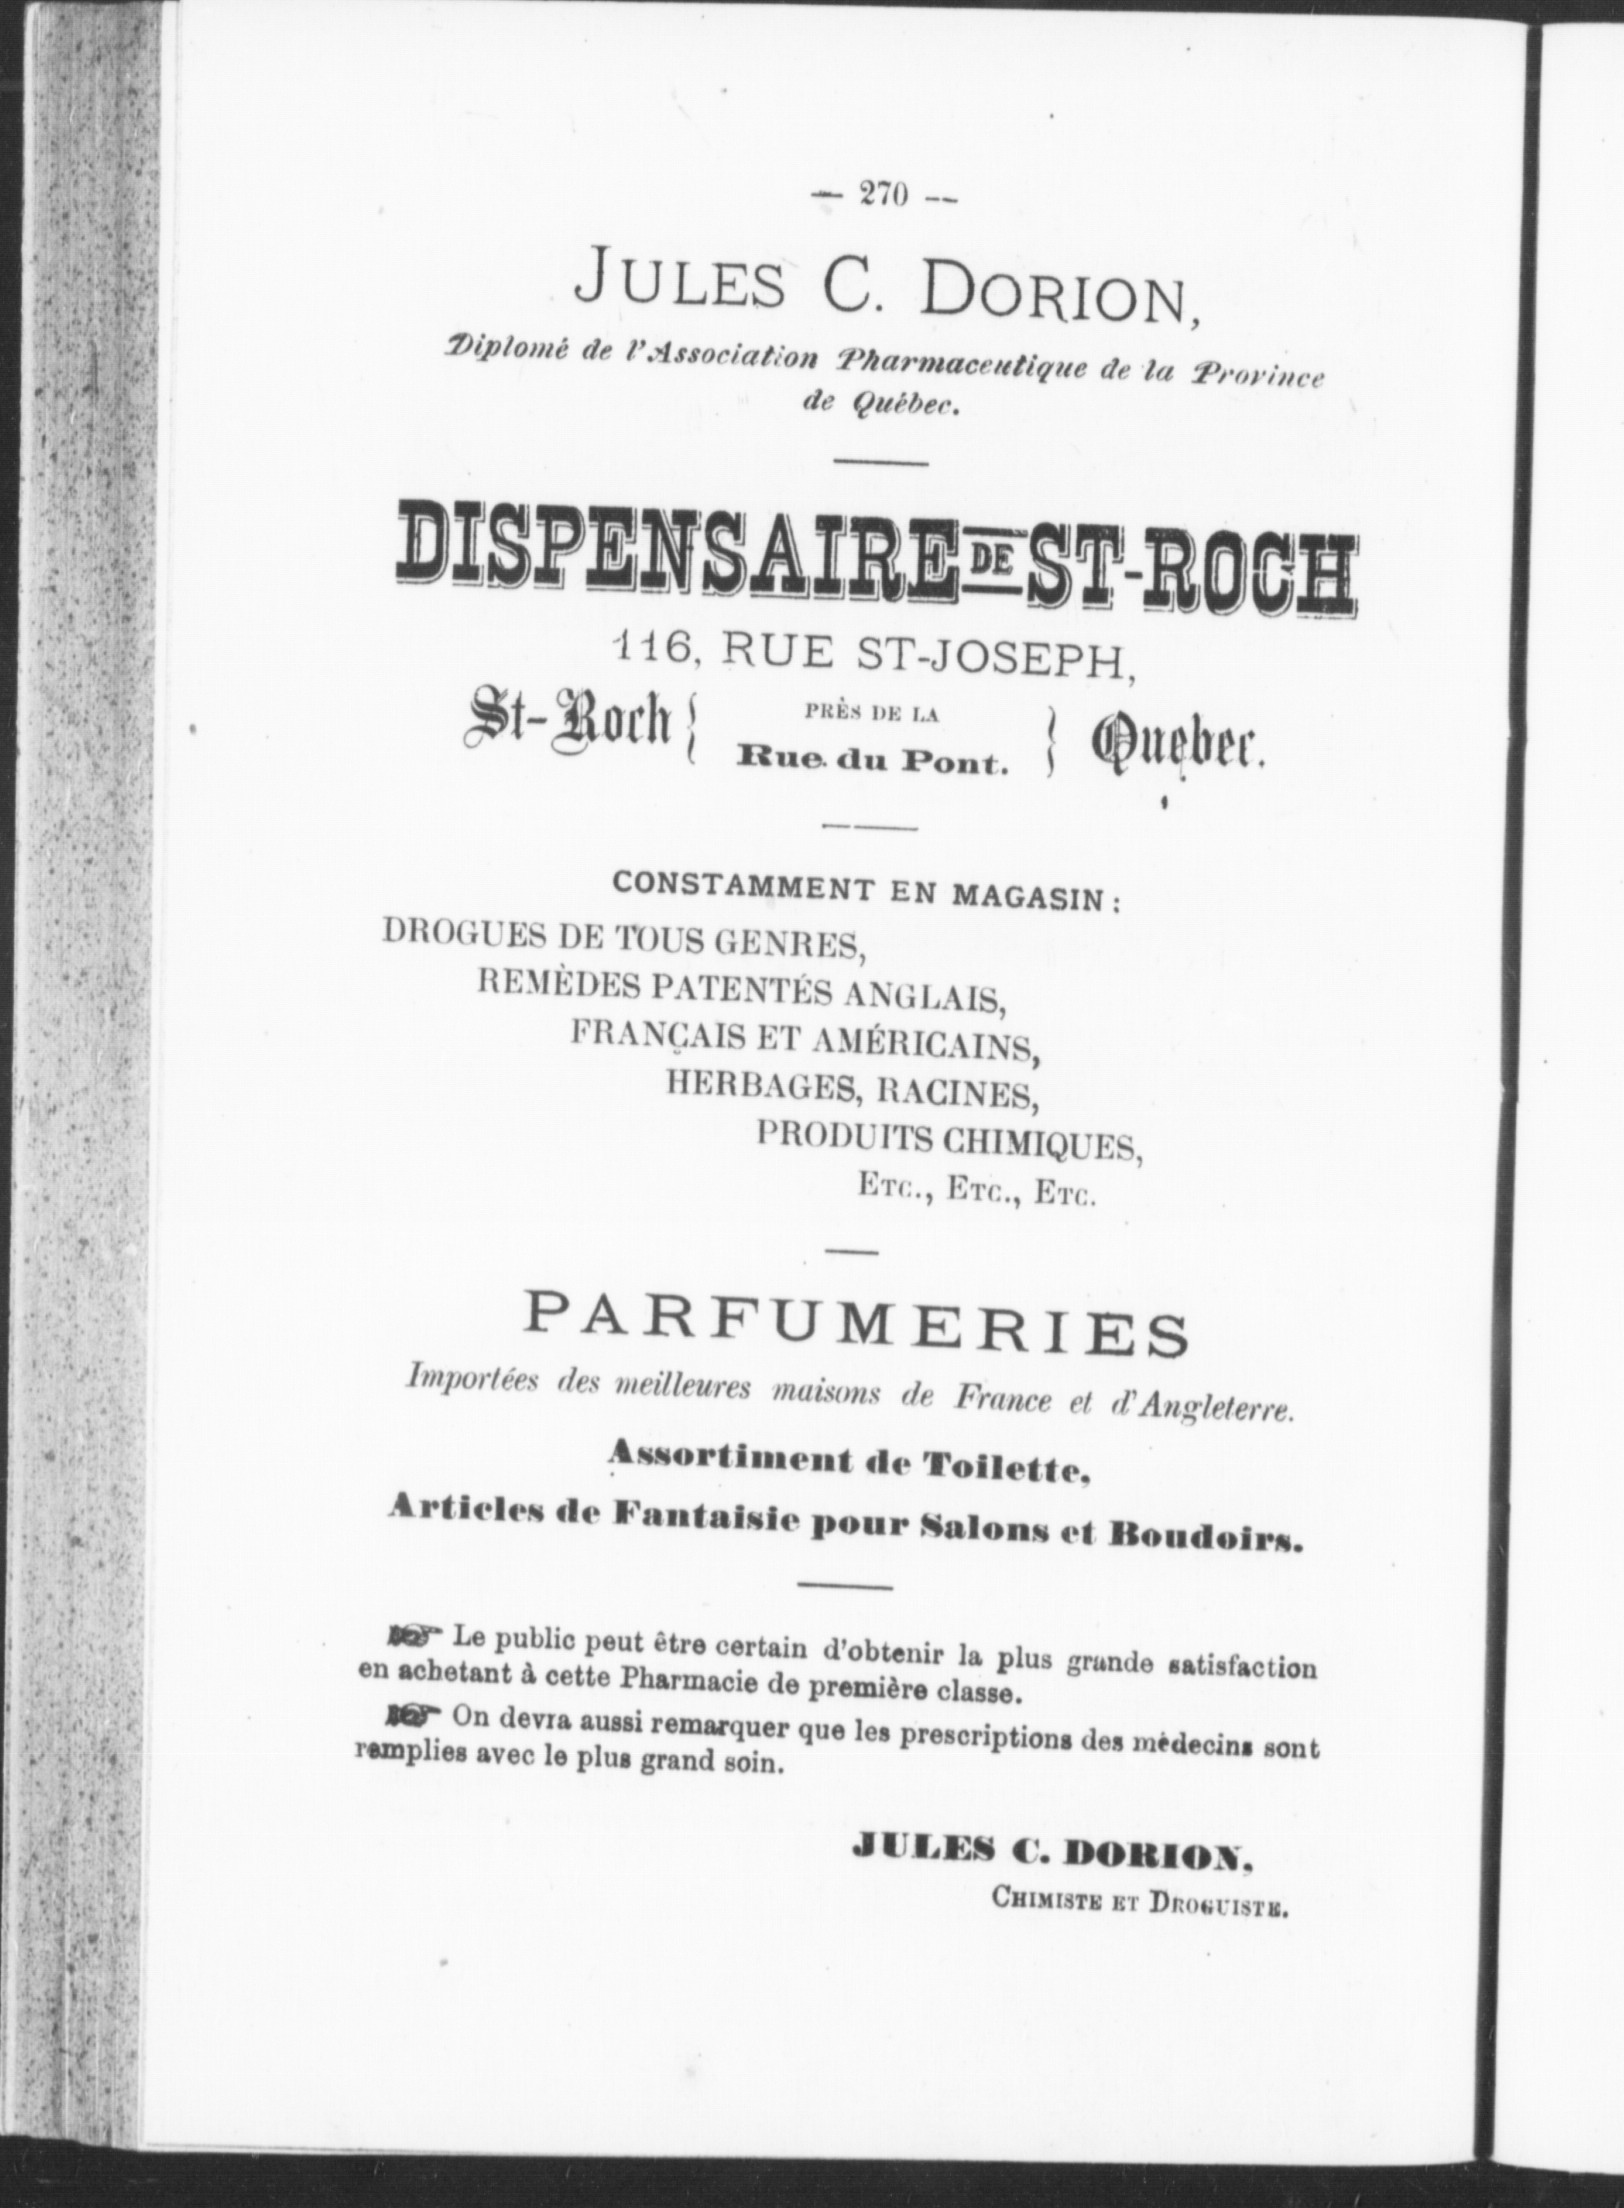 — 270 —
JULES C. DORION,
Diplomé de l'Association Pharmaceutique de la Province
de Québec.
DISPENSAIRE DE ST-ROCH
116, RUE ST-JOSEPH,
St-Roch { PRÈS DE LA } Quebec.
Rue du Pont.
CONSTAMMENT EN MAGASIN :
DROGUES DE TOUS GENRES,
REMÈDES PATENTÉS ANGLAIS,
FRANÇAIS ET AMÉRICAINS,
HERBAGES, RACINES,
PRODUITS CHIMIQUES,
ETC., ETC., ETC.
PARFUMERIES
Importées des meilleures maisons de France et d'Angleterre.
Assortiment de Toilette,
Articles de Fantaisie pour Salons et Boudoirs.
☞ Le public peut être certain d'obtenir la plus grande satisfaction
en achetant à cette Pharmacie de première classe.
☞ On devra aussi remarquer que les prescriptions des médecins sont
remplies avec le plus grand soin.
JULES C. DORION,
CHIMISTE ET DROGUISTE.